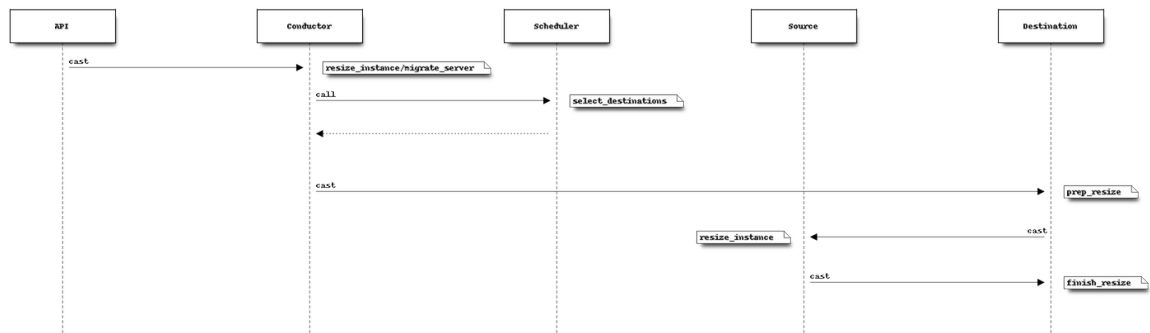 API
Conductor
Scheduler
Source
Destination
cast
resize_instance/migrate_server
call
select_destinations
cast
prep_resize
resize_instance
cast
cast
finish_resize